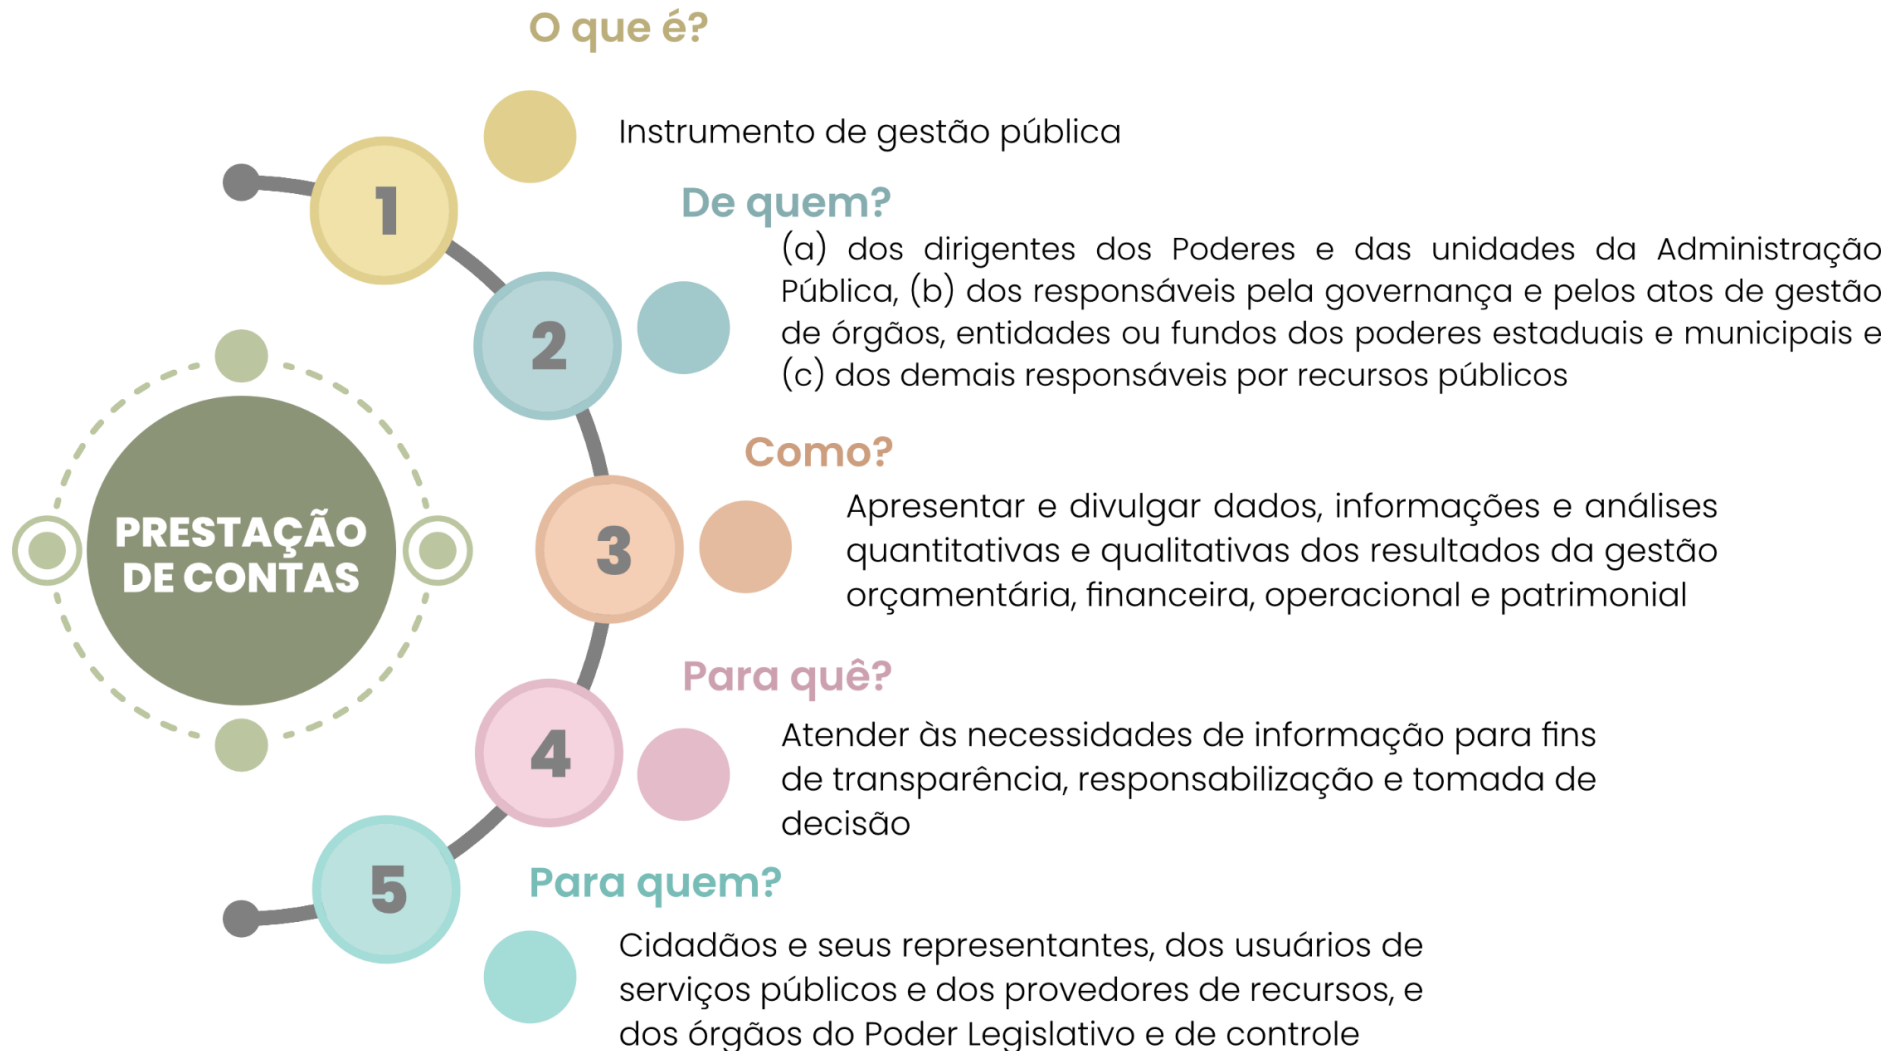 O que é?
Instrumento de gestão pública
1
De quem?
(a) dos dirigentes dos Poderes e das unidades da Administração
Pública, (b) dos responsáveis pela governança e pelos atos de gestão
de órgãos, entidades ou fundos dos poderes estaduais e municipais e
(c) dos demais responsáveis por recursos públicos
2
Como?
Apresentar e divulgar dados, informações e análises
quantitativas e qualitativas dos resultados da gestão
orçamentária, financeira, operacional e patrimonial
3
PRESTAÇÃO
DE CONTAS
Para quê?
Atender às necessidades de informação para fins
de transparência, responsabilização e tomada de
decisão
4
Para quem?
Cidadãos e seus representantes, dos usuários de
serviços públicos e dos provedores de recursos, e
dos órgãos do Poder Legislativo e de controle
5